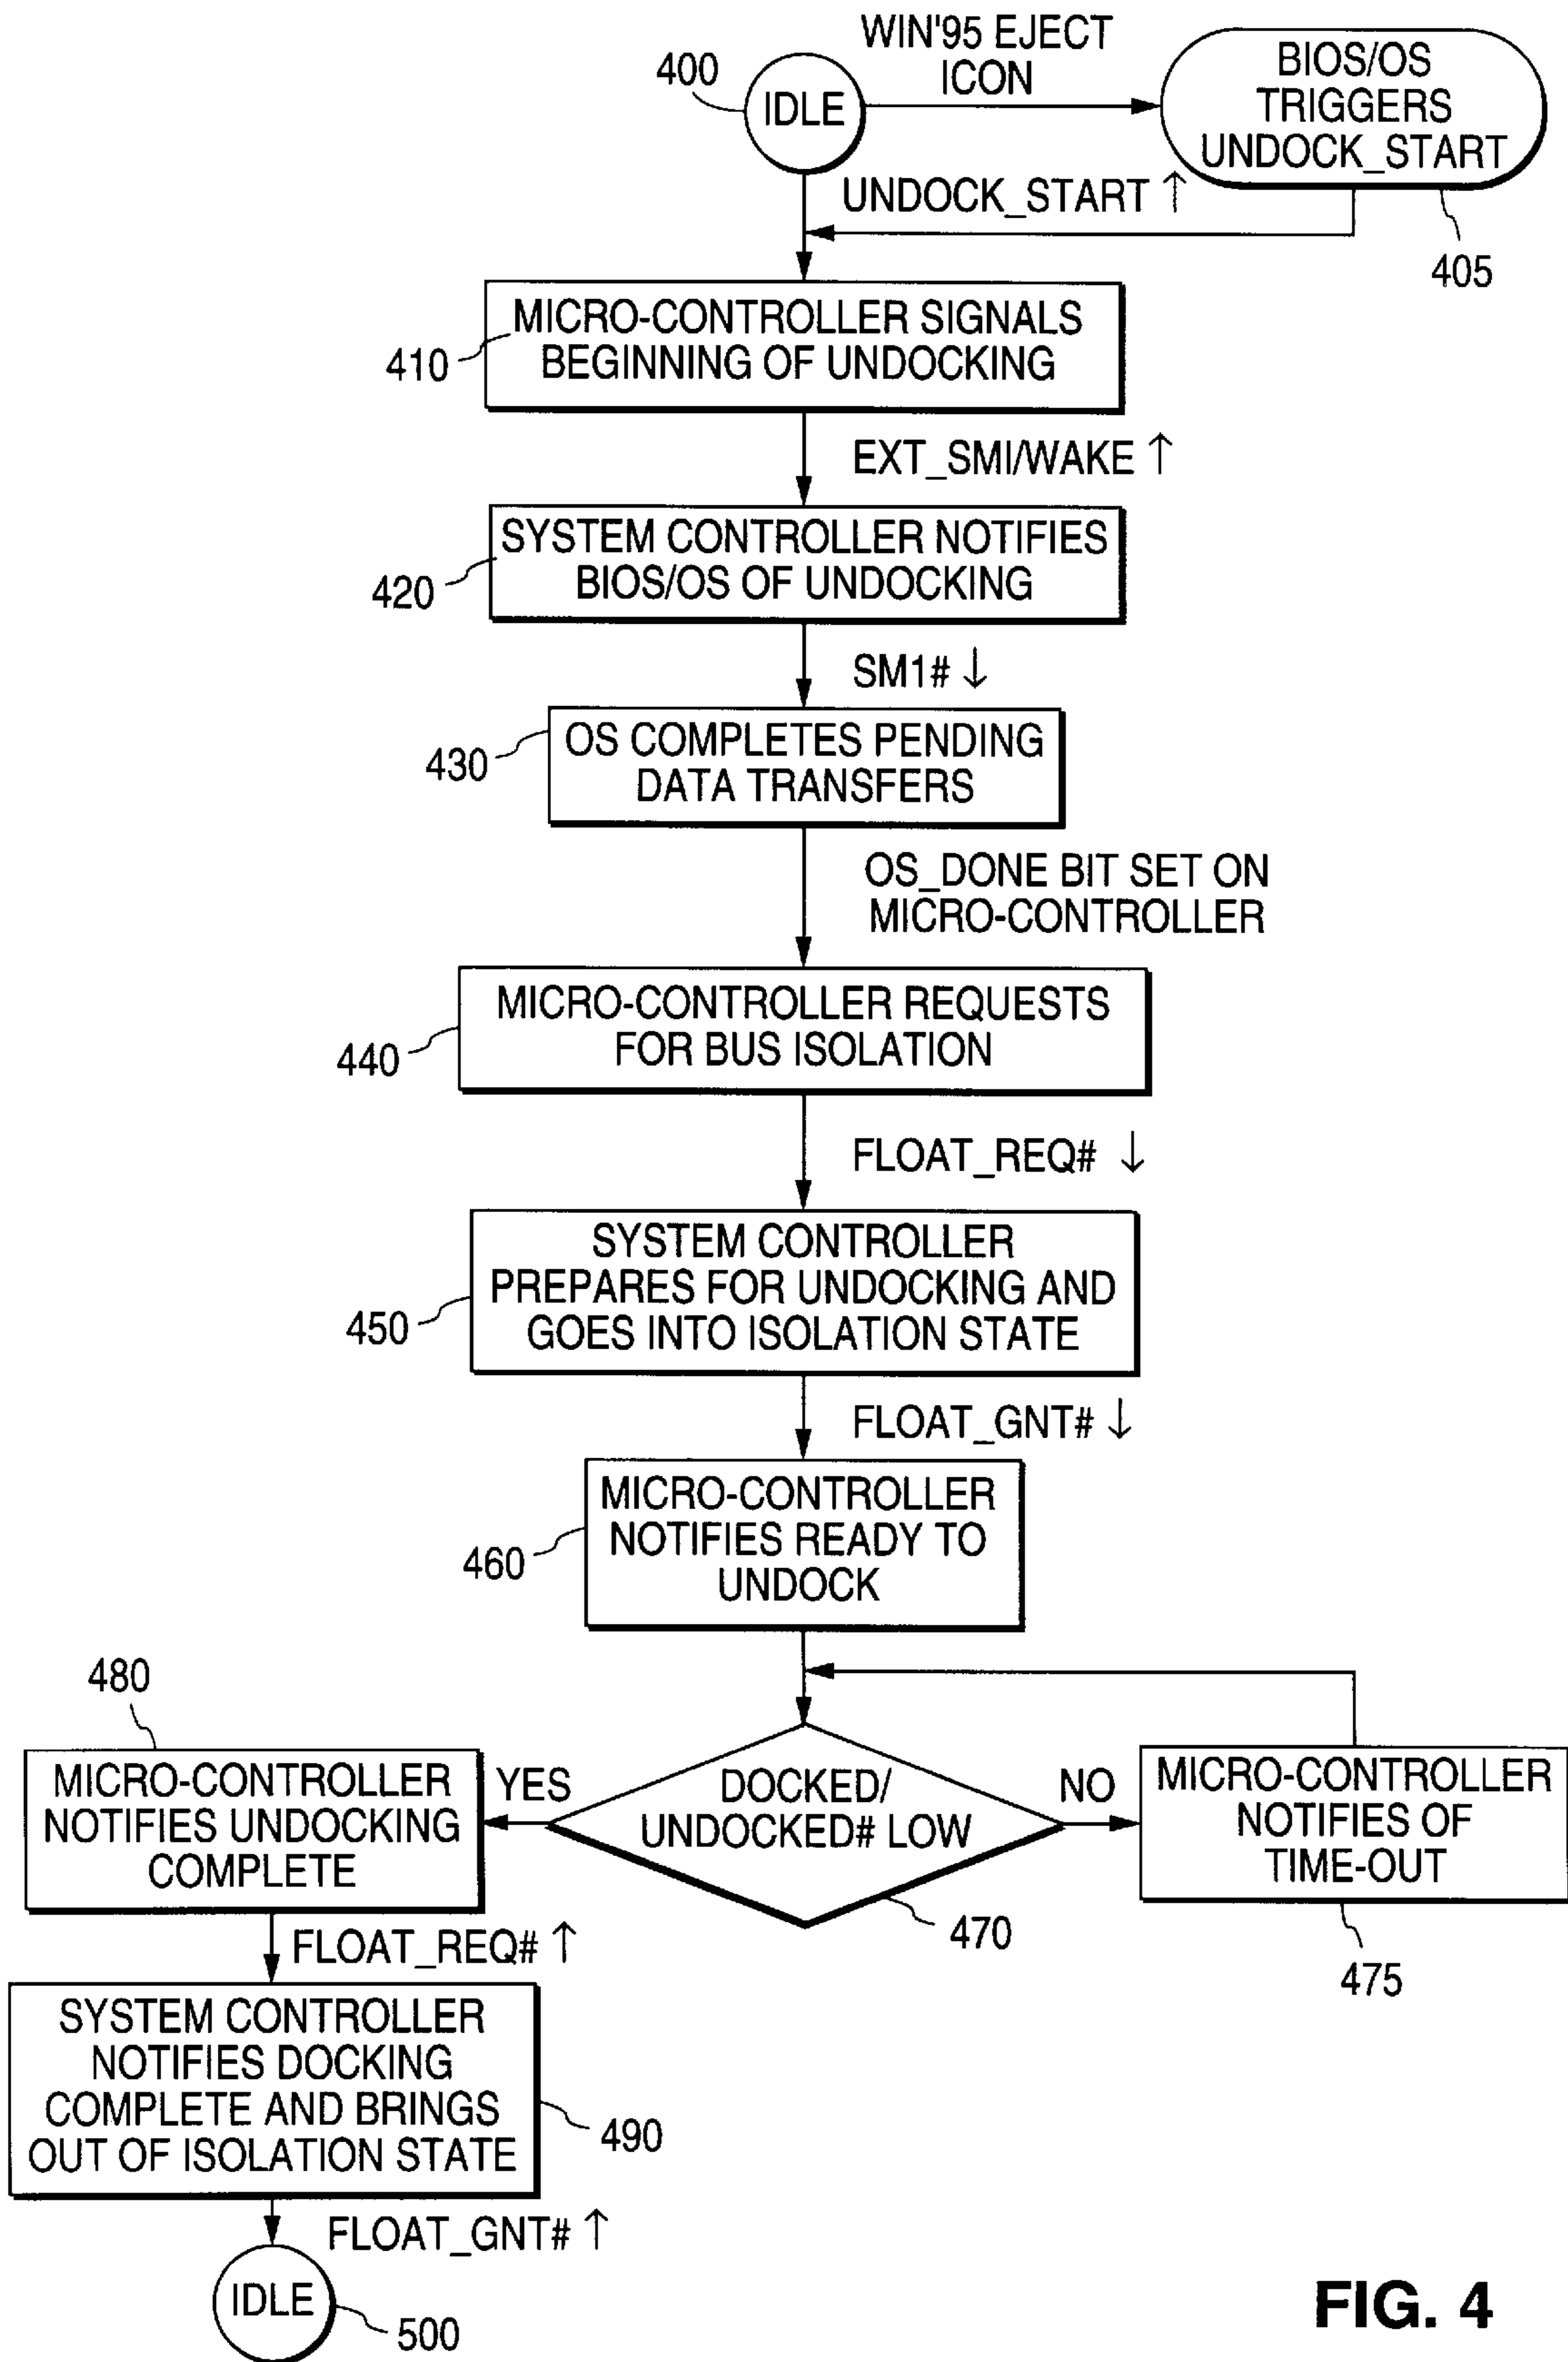 WIN'95 EJECT
ICON
400
IDLE
BIOS/OS
TRIGGERS
UNDOCK_START
UNDOCK_START ↑
405
MICRO-CONTROLLER SIGNALS
BEGINNING OF UNDOCKING
410
EXT_SMI/WAKE ↑
SYSTEM CONTROLLER NOTIFIES
BIOS/OS OF UNDOCKING
420
SM1# ↓
OS COMPLETES PENDING
DATA TRANSFERS
430
OS_DONE BIT SET ON
MICRO-CONTROLLER
MICRO-CONTROLLER REQUESTS
FOR BUS ISOLATION
440
FLOAT_REQ# ↓
SYSTEM CONTROLLER
PREPARES FOR UNDOCKING AND
GOES INTO ISOLATION STATE
450
FLOAT_GNT# ↓
MICRO-CONTROLLER
NOTIFIES READY TO
UNDOCK
460
480
MICRO-CONTROLLER
NOTIFIES UNDOCKING
COMPLETE
YES
DOCKED/
UNDOCKED# LOW
NO
MICRO-CONTROLLER
NOTIFIES OF
TIME-OUT
470
475
FLOAT_REQ# ↑
SYSTEM CONTROLLER
NOTIFIES DOCKING
COMPLETE AND BRINGS
OUT OF ISOLATION STATE
490
FLOAT_GNT# ↑
IDLE
500
FIG. 4